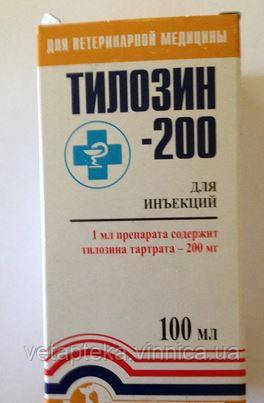 ДЛЯ ВЕТЕРИНАРНОЙ МЕДИЦИНЫ
ТИЛОЗИН
-200
ДЛЯ
ИНЪЕКЦИЙ
1 мл препарата содержит
тилозина тартрата – 200 мг
vetapteka.vinnica.ua
100 мл